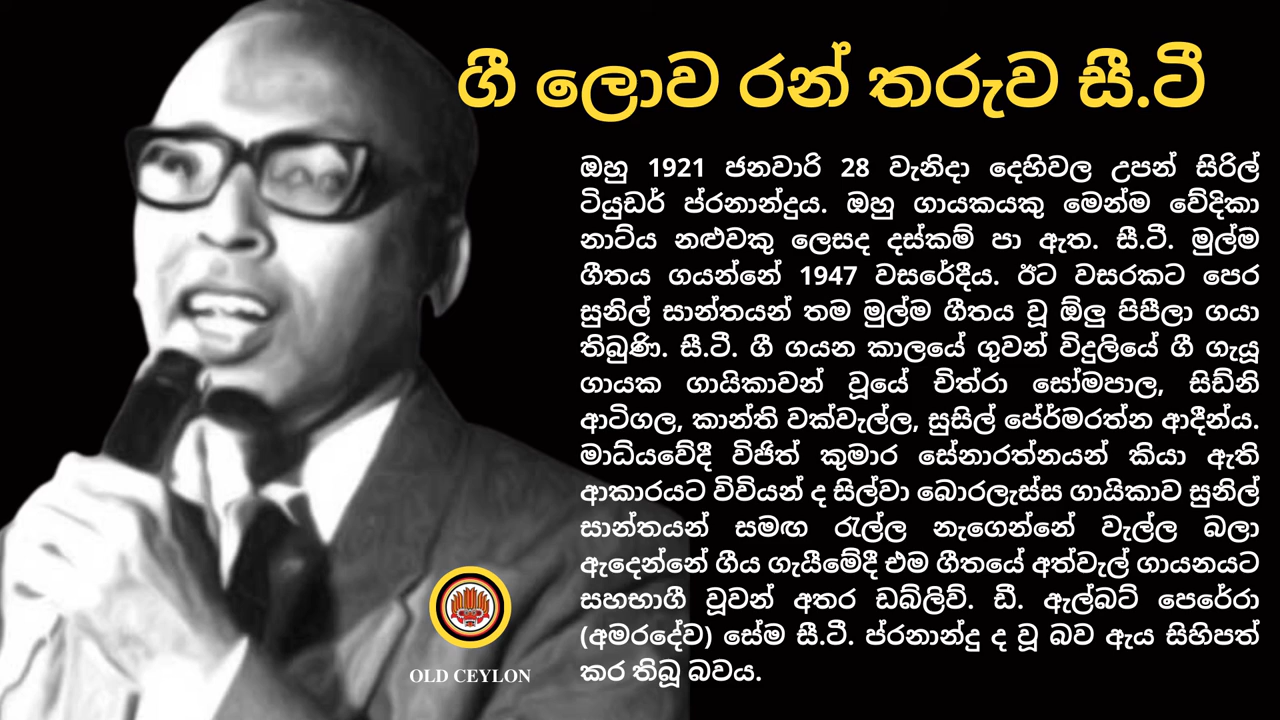 ගී ලොව රන් තරුව සී.ටී
ඔහු 1921 ජනවාරි 28 වැනිදා දෙහිවල උපන් සිරිල්
ටියුඩර් ප්රනාන්දුය. ඔහු ගායකයකු මෙන්ම වේදිකා
නාට්ය නළුවකු ලෙසද දස්කම් පා ඇත. සී.ටී. මුල්ම
ගීතය ගයන්නේ 1947 වසරේදීය. ඊට වසරකට පෙර
සුනිල් සාන්තයන් තම මුල්ම ගීතය වූ ඕලු පිපීලා ගයා
තිබුණි. සී.ටී. ගී ගයන කාලයේ ගුවන් විදුලියේ ගී ගැයූ
ගායක ගායිකාවන් වූයේ චිත්රා සෝමපාල, සිඩ්නි
ආටිගල, කාන්ති වක්වැල්ල, සුසිල් ප්රේමරත්න ආදීන්ය.
මාධ්යවේදී විජිත් කුමාර සේනාරත්නයන් කියා ඇති
ආකාරයට විවියන් ද සිල්වා බොරලැස්ස ගායිකාව සුනිල්
සාන්තයන් සමඟ රැල්ල නැගෙන්නේ වැල්ල බලා
ඇදෙන්නේ ගීය ගැයීමේදී එම ගීතයේ අත්වැල් ගායනයට
සහභාගී වූවන් අතර ඩබ්ලිව්. ඩී. ඇල්බට් පෙරේරා
(අමරදේව) සේම සී.ටී. ප්රනාන්දු ද වූ බව ඇය සිහිපත්
කර තිබූ බවය.
OLD CEYLON